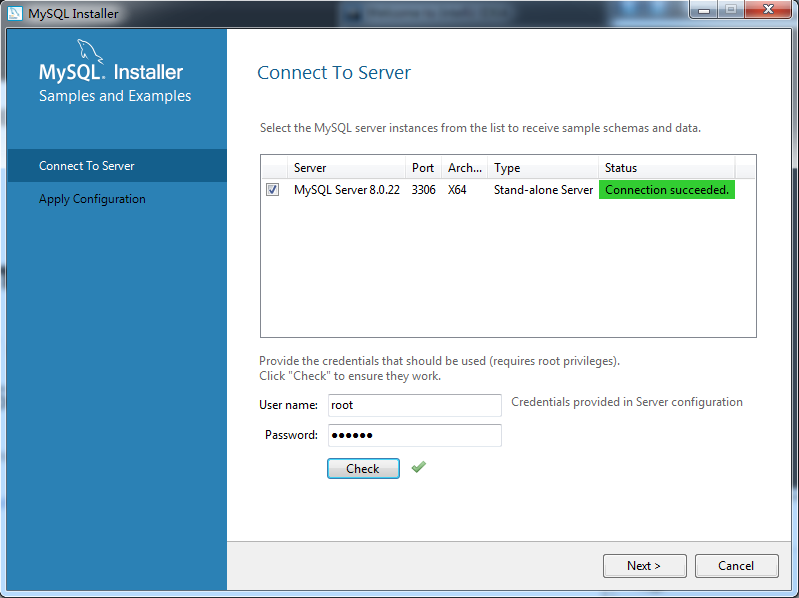 MySQL Installer
MySQL. Installer
Samples and Examples
Connect To Server
Apply Configuration
Connect To Server
Select the MySQL server instances from the list to receive sample schemas and data.
Server Port Arch... Type Status
MySQL Server 8.0.22 3306 X64 Stand-alone Server Connection succeeded.
Provide the credentials that should be used (requires root privileges).
Click "Check" to ensure they work.
User name: root Credentials provided in Server configuration
Password: ●●●●●●
Check
Next > Cancel